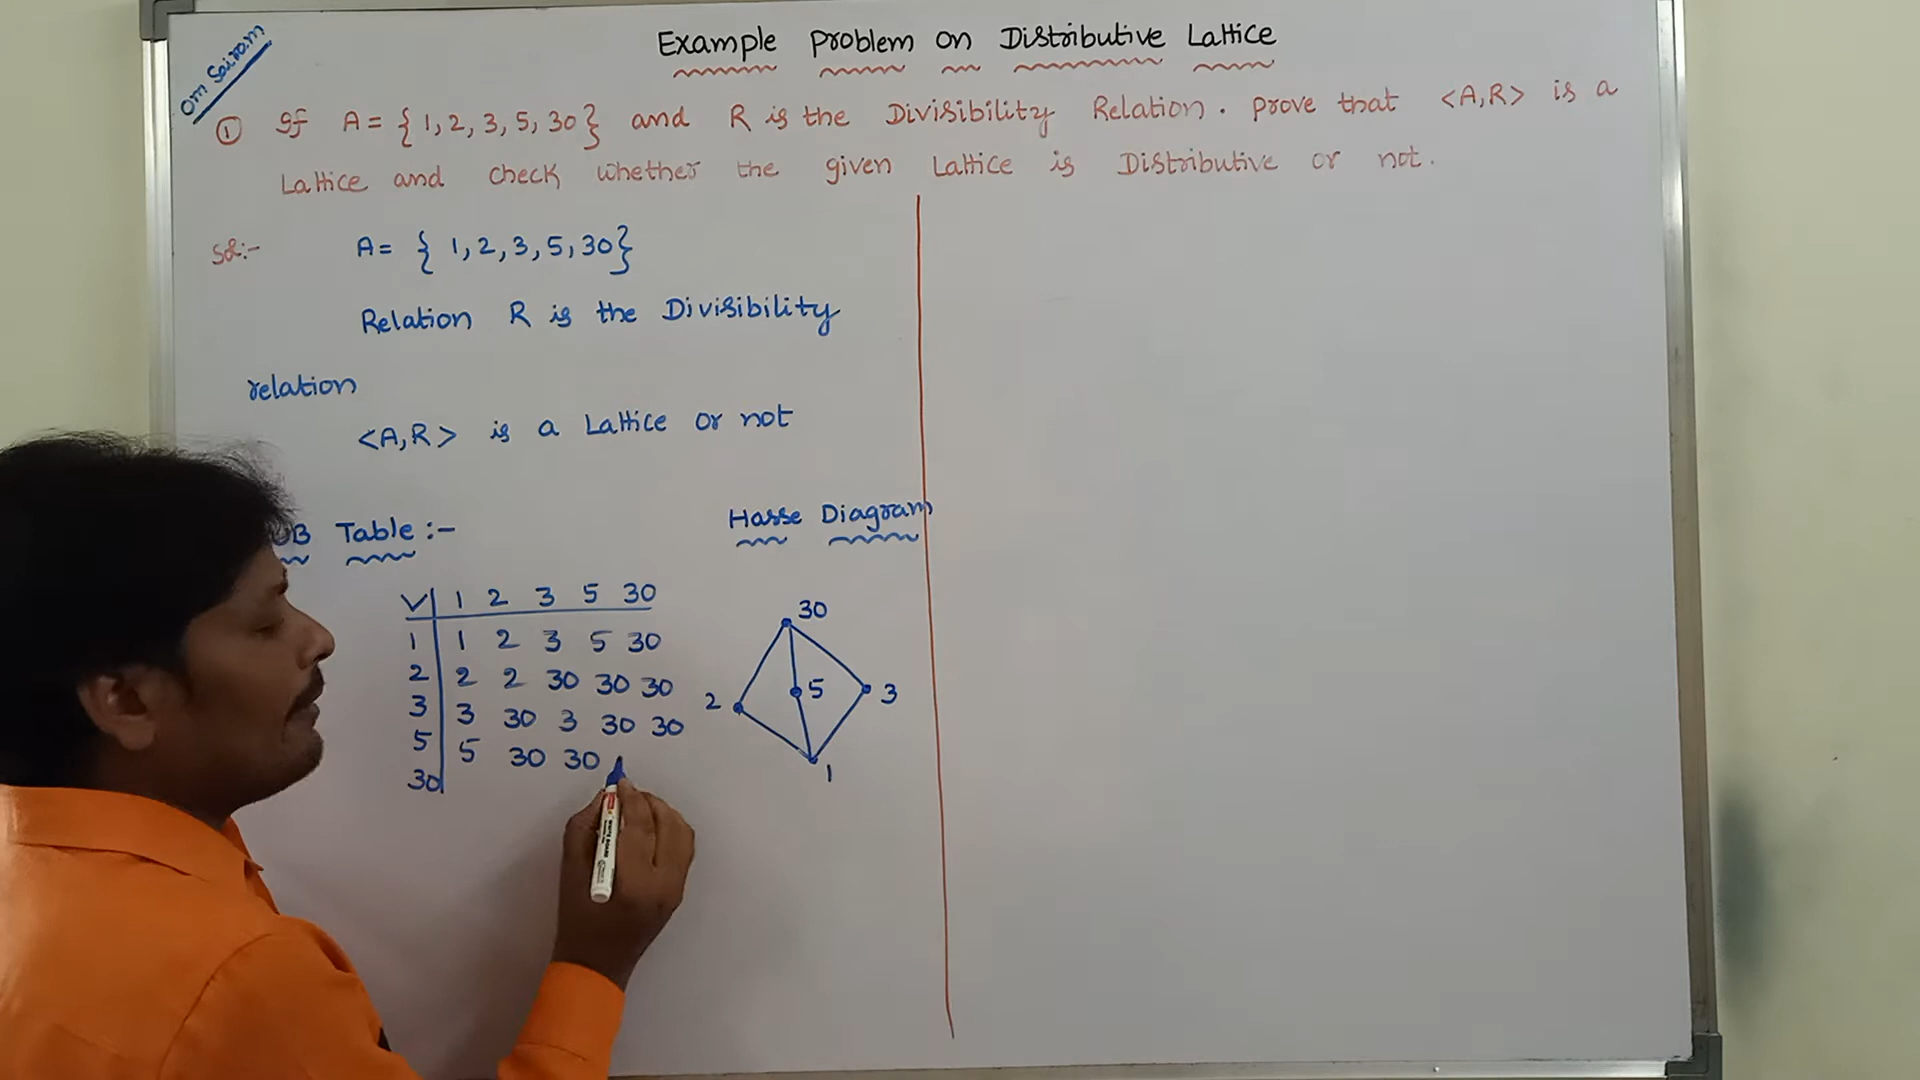 Om Sairam
Example Problem on Distributive Lattice
① If A = { 1, 2, 3, 5, 30 } and R is the Divisibility Relation. Prove that <A,R> is a
Lattice and check whether the given Lattice is Distributive or not.
Sol:-
A = { 1, 2, 3, 5, 30 }
Relation R is the Divisibility
relation
<A,R> is a Lattice or not
Table :-
Hasse Diagram
∨ 1 2 3 5 30
1 1 2 3 5 30
2 2 2 30 30 30
3 3 30 3 30 30
5 5 30 30
30
30
2 5 3
1